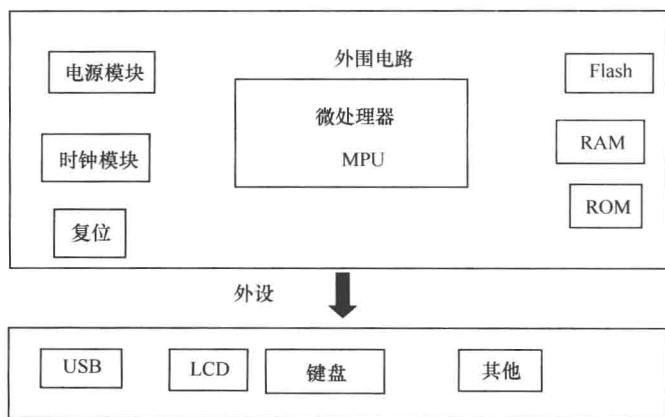 外围电路
电源模块
微处理器
MPU
Flash
时钟模块
RAM
复位
ROM
外设
USB
LCD
键盘
其他